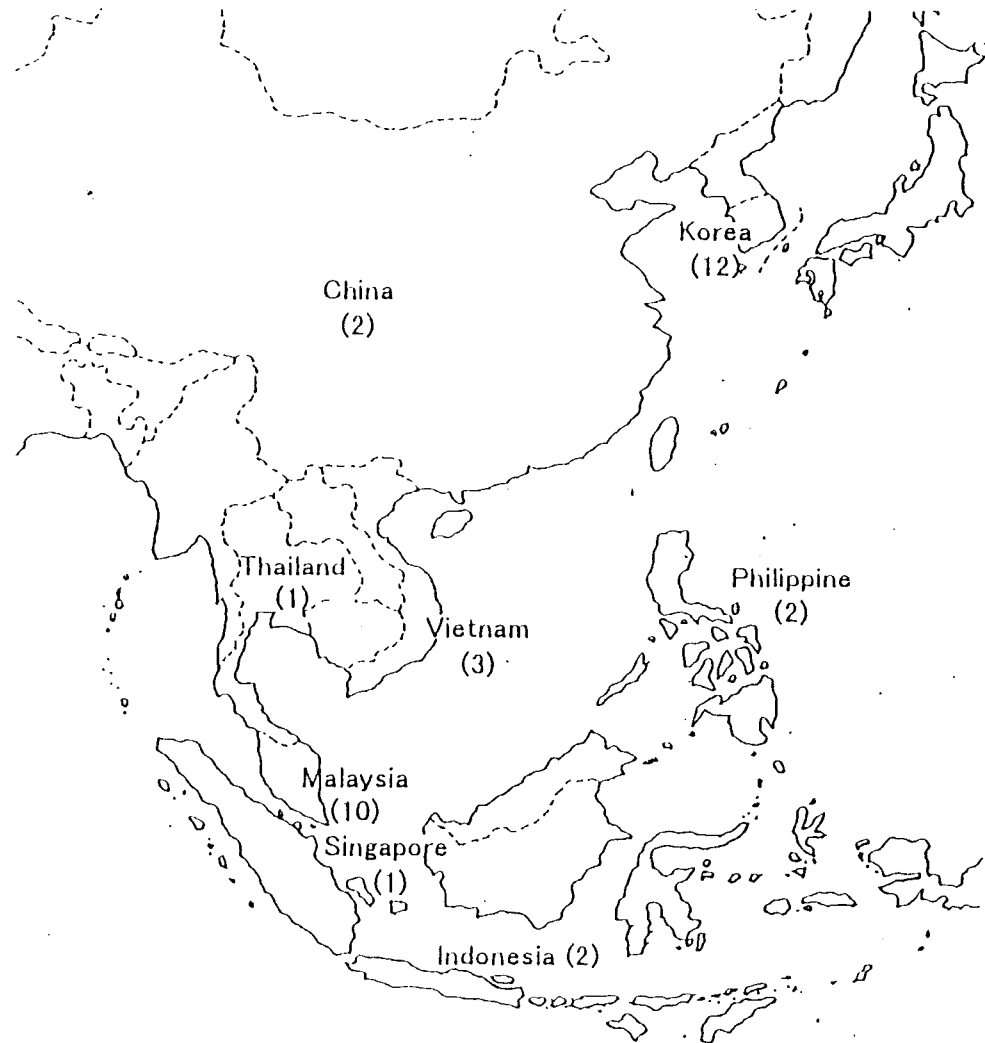 Korea
(12)
China
(2)
Thailand
(1)
Philippine
(2)
Vietnam
(3)
Malaysia
(10)
Singapore
(1)
Indonesia (2)